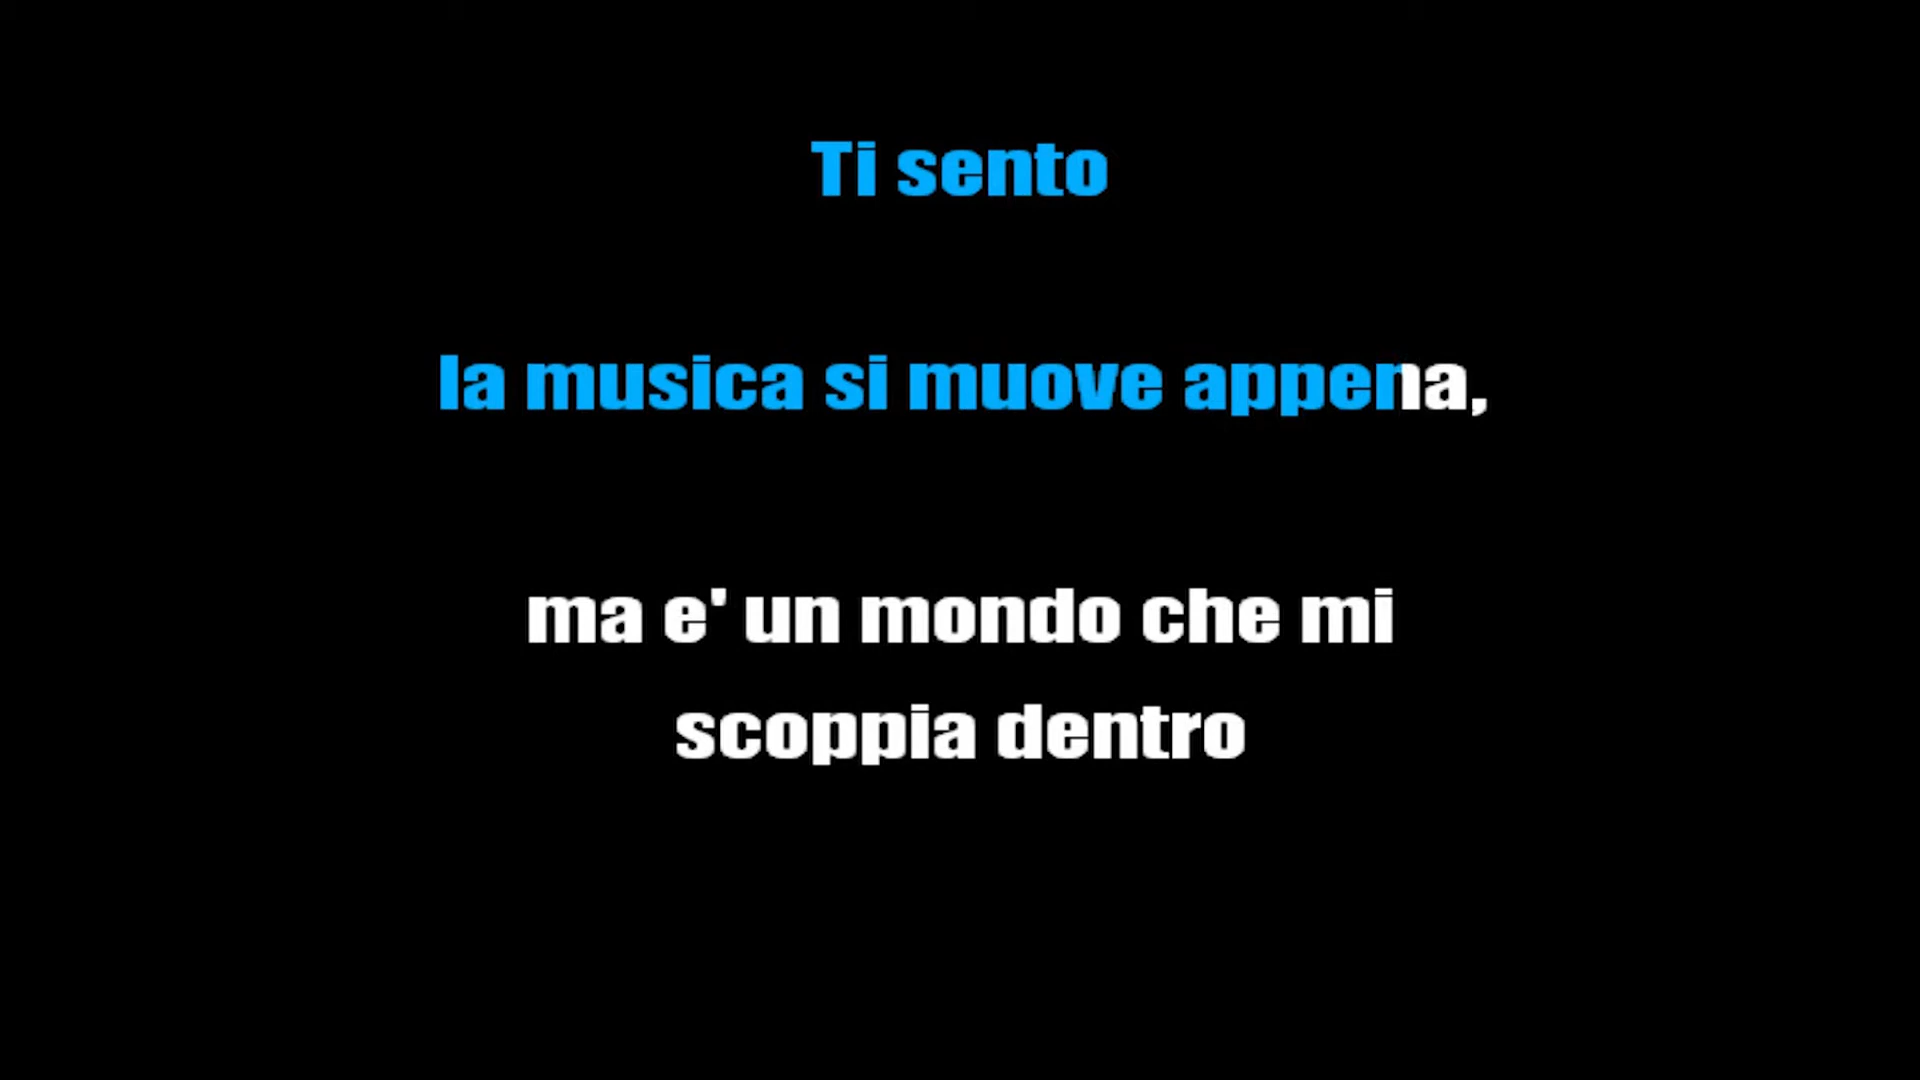 Ti sento
la musica si muove appena,
ma e' un mondo che mi
scoppia dentro